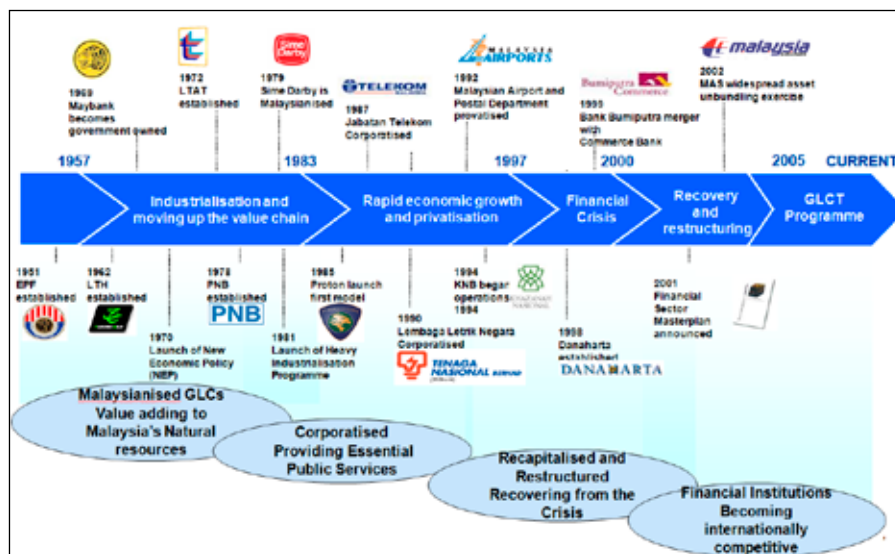 MALAYSIA
AIRPORTS
TELEKOM
Sime
Darby
Bumiputra
Commerce
malaysia
1969
Maybank
becomes
government owned
1972
LTAT
established
1979
Sime Darby is
Malaysianised
1987
Jabatan Telekom
Corporatised
1992
Malaysian Airport and
Postal Department
provatised
1999
Bank Bumiputra merger
with
Commerce Bank
2002
MAS widespread asset
unbundling exercise
1957
1983
1997
2000
2005
CURRENT
Industrialisation and
moving up the value chain
Rapid economic growth
and privatisation
Financial
Crisis
Recovery
and
restructuring
GLCT
Programme
1951
EPF
established
1962
LTH
established
1970
Launch of New
Economic Policy
(NEP)
1978
PNB
established
PNB
1981
Launch of Heavy
Industrialisation
Programme
1985
Proton launch
first model
1990
Lembaga Letrik Negara
Corporatised
TENAGA
NASIONAL BERHAD
1994
KNB began
operations
1994
KHAZANAH
NASIONAL
1998
Danaharta
established
DANAHARTA
2001
Financial
Sector
Masterplan
announced
Malaysianised GLCs
Value adding to
Malaysia's Natural
resources
Corporatised
Providing Essential
Public Services
Recapitalised and
Restructured
Recovering from the
Crisis
Financial Institutions
Becoming
internationally
competitive